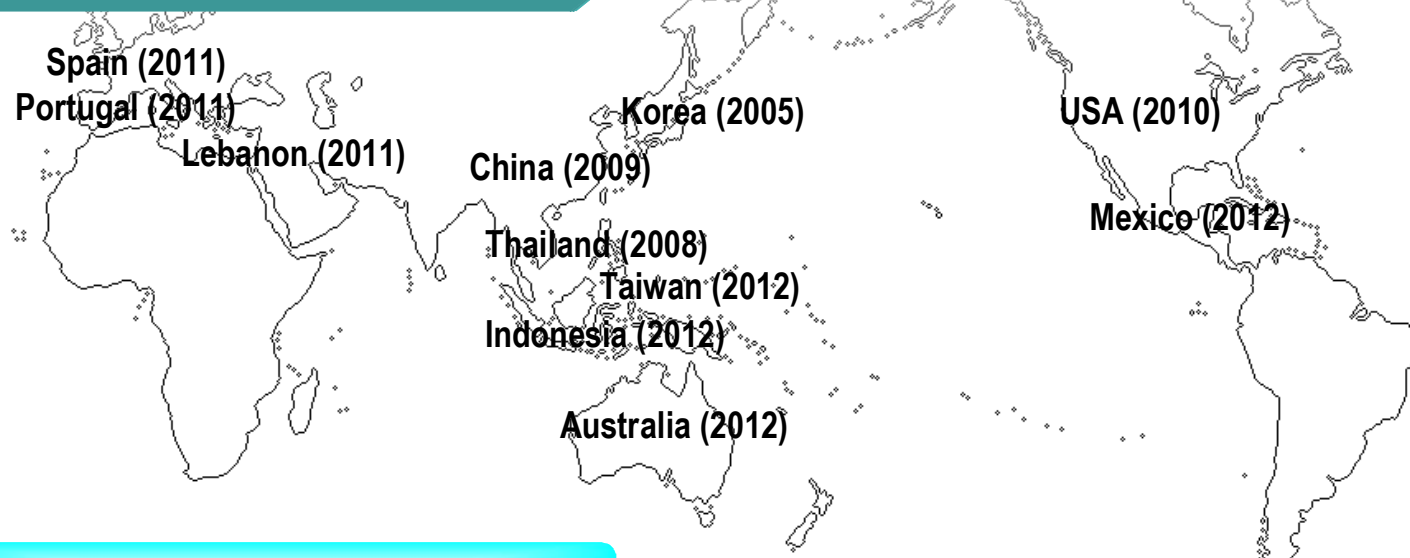 Spain (2011)
Portugal (2011)
Korea (2005)
USA (2010)
Lebanon (2011)
China (2009)
Mexico (2012)
Thailand (2008)
Taiwan (2012)
Indonesia (2012)
Australia (2012)